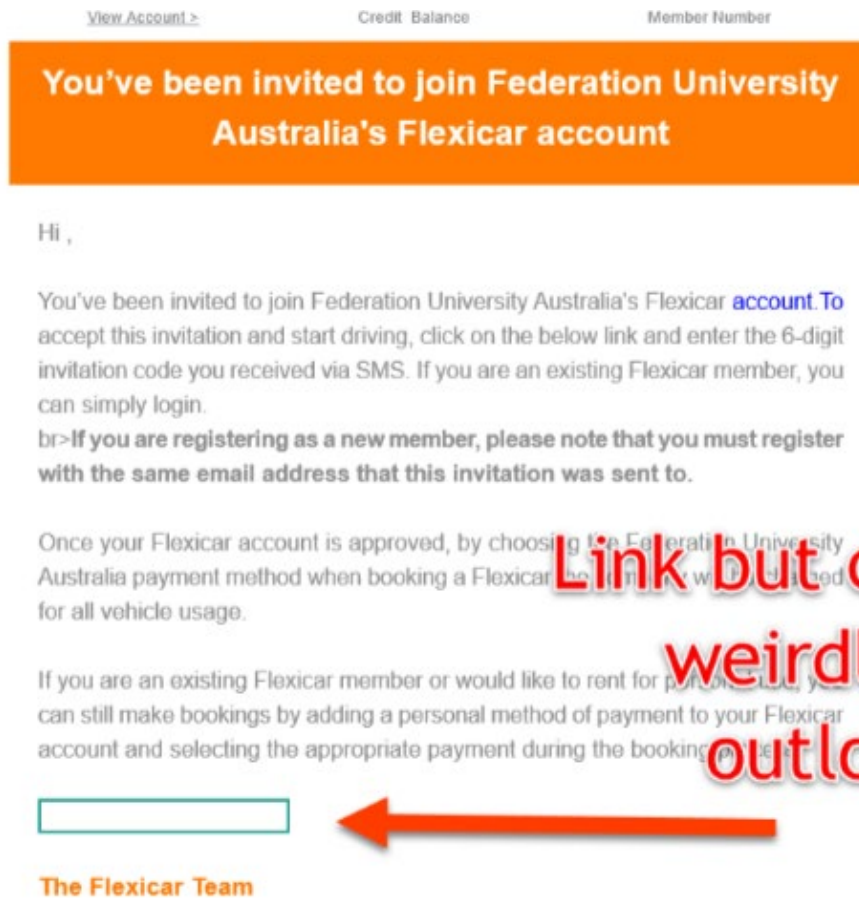 View Account >
Credit Balance
Member Number
You've been invited to join Federation University
Australia's Flexicar account
Hi ,
You've been invited to join Federation University Australia's Flexicar account.To
accept this invitation and start driving, click on the below link and enter the 6-digit
invitation code you received via SMS. If you are an existing Flexicar member, you
can simply login.
br>If you are registering as a new member, please note that you must register
with the same email address that this invitation was sent to.
Once your Flexicar account is approved, by choosing the Federation University
Australia payment method when booking a Flexicar
for all vehicle usage.
If you are an existing Flexicar member or would like to rent for
can still make bookings by adding a personal method of payment to your Flexicar
account and selecting the appropriate payment during the booking
Link but
The Flexicar Team